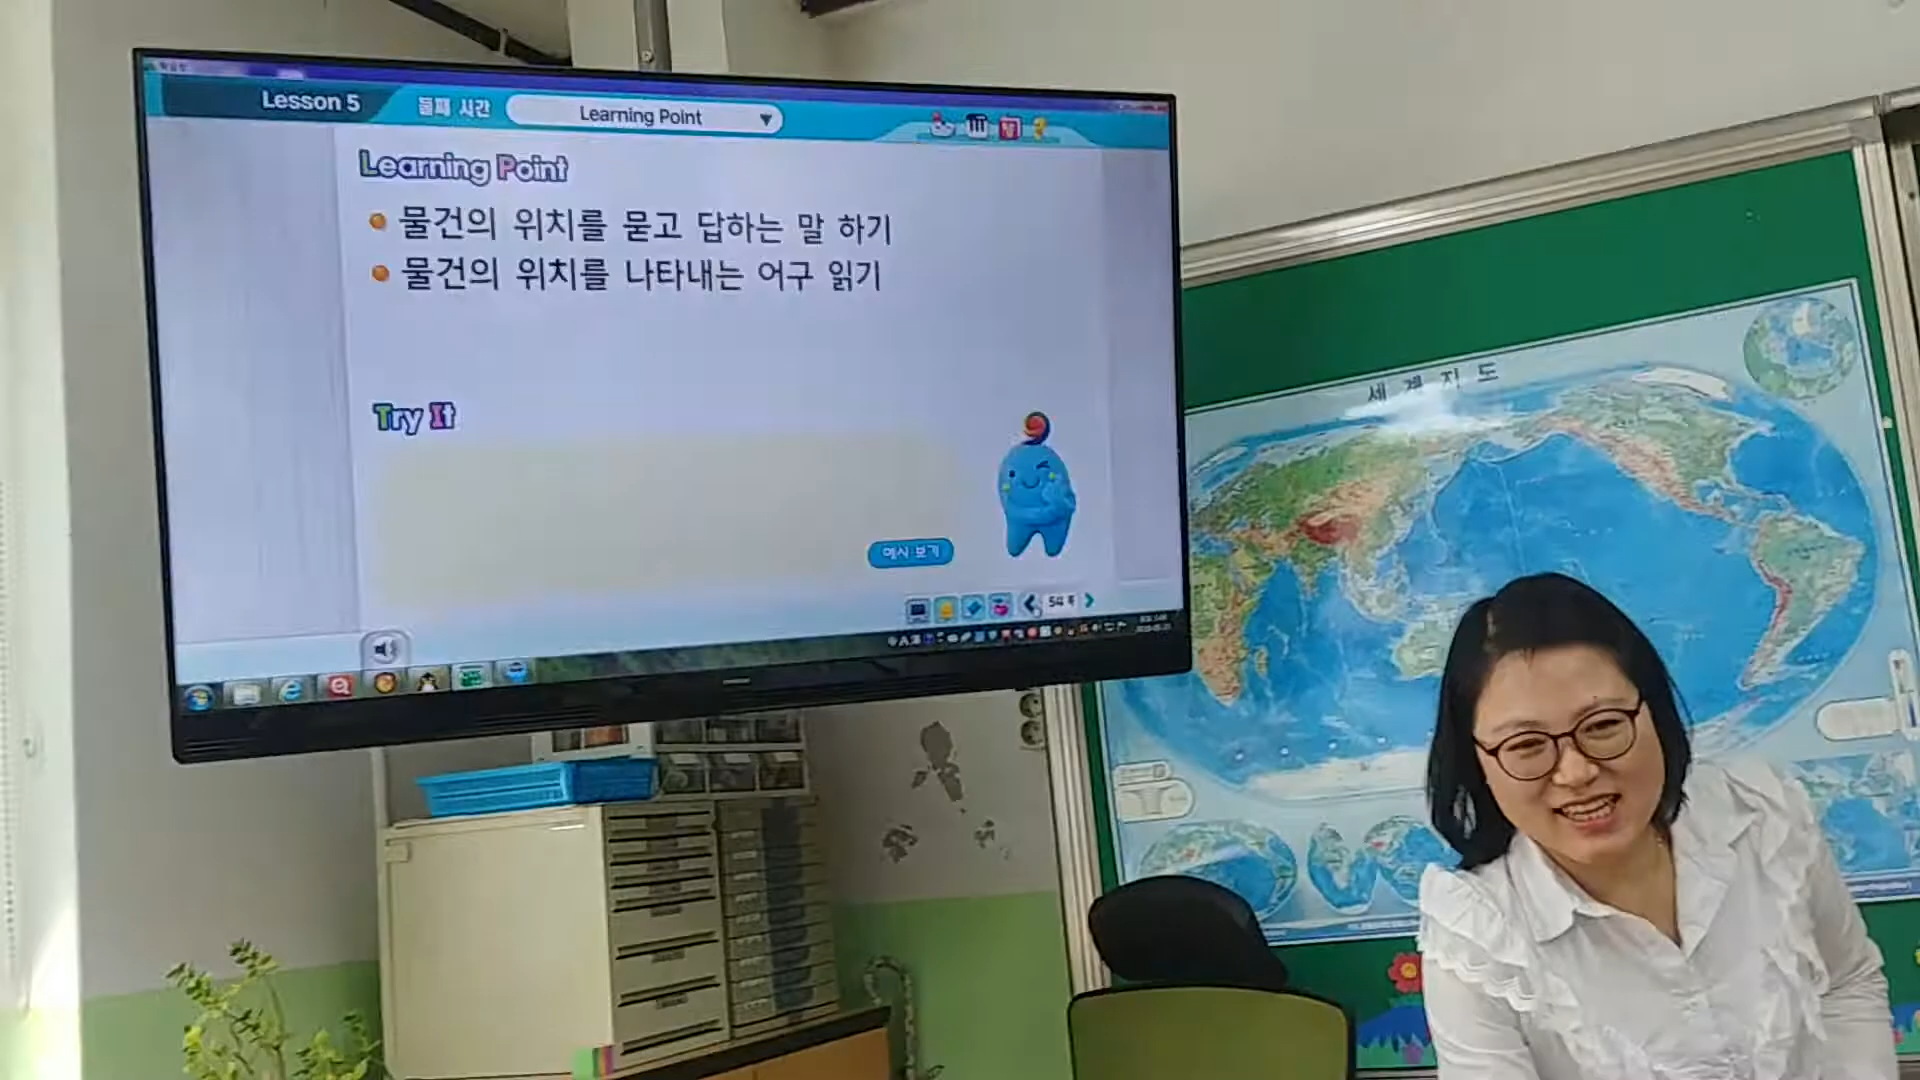 Lesson 5
둘째 시간
Learning Point
Learning Point
물건의 위치를 묻고 답하는 말 하기
물건의 위치를 나타내는 어구 읽기
Try It
예시 보기
54
세계지도